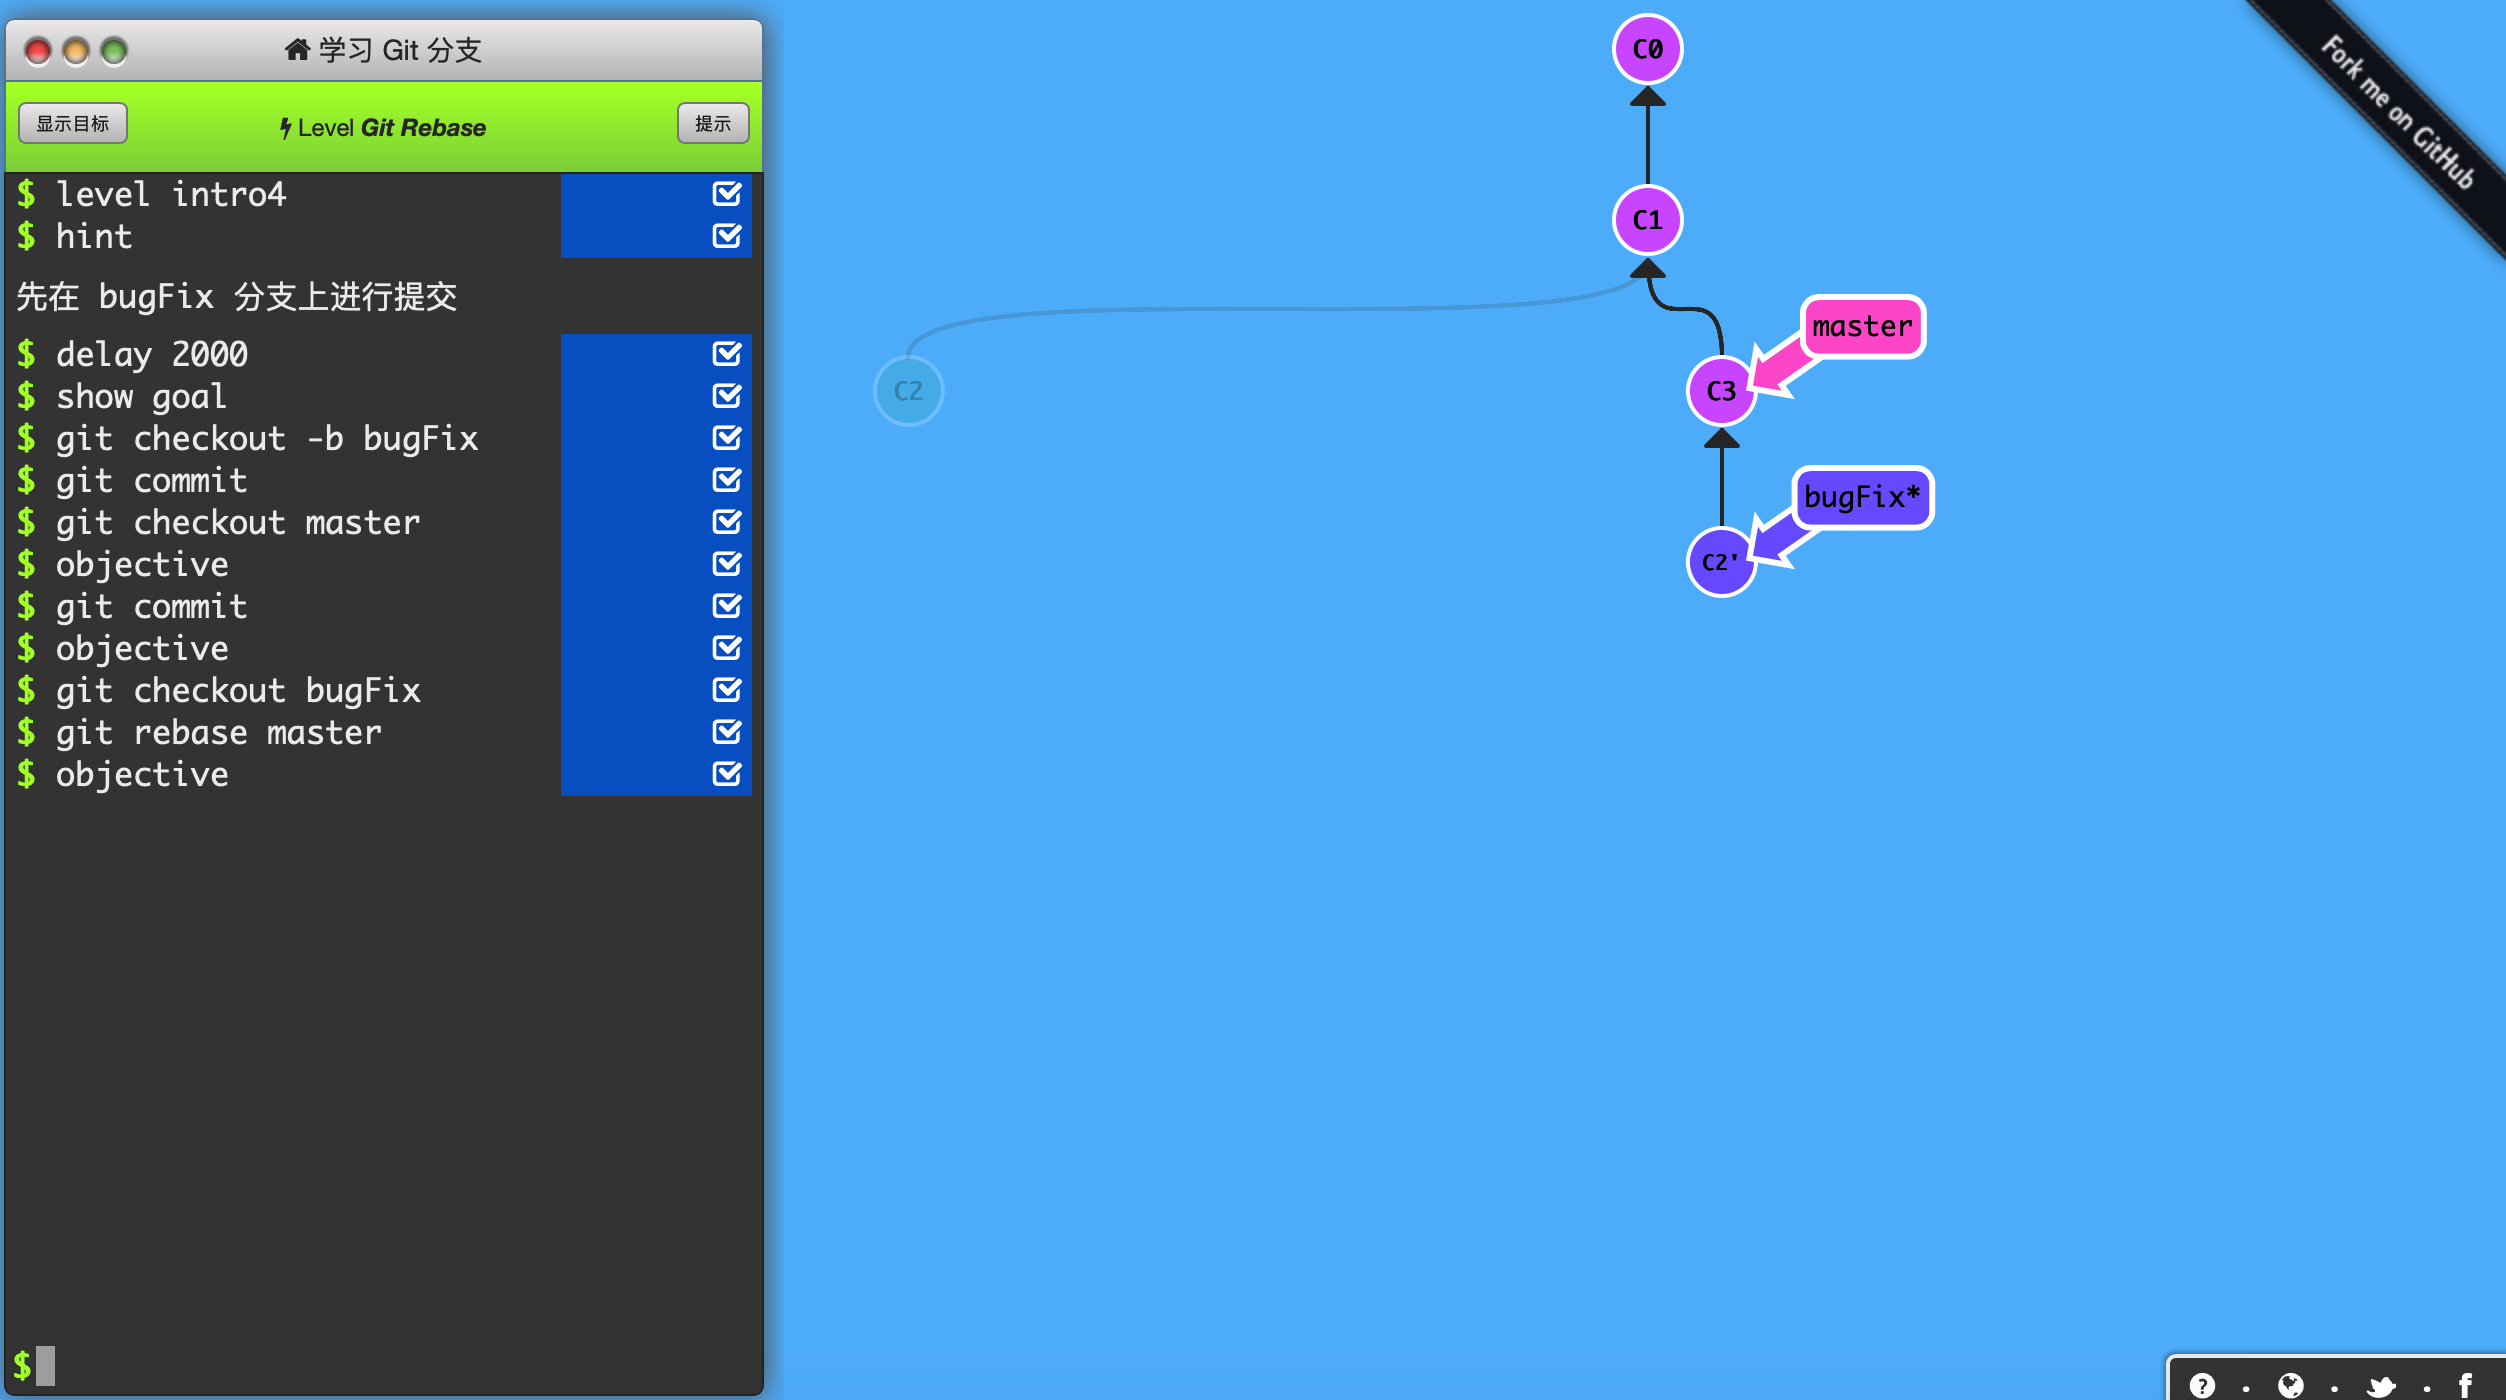 学习 Git 分支
显示目标
Level Git Rebase
提示
$ level intro4
$ hint
先在 bugFix 分支上进行提交
$ delay 2000
$ show goal
$ git checkout -b bugFix
$ git commit
$ git checkout master
$ objective
$ git commit
$ objective
$ git checkout bugFix
$ git rebase master
$ objective
$
C0
C1
C2
master
C3
bugFix*
C2'
Fork me on GitHub